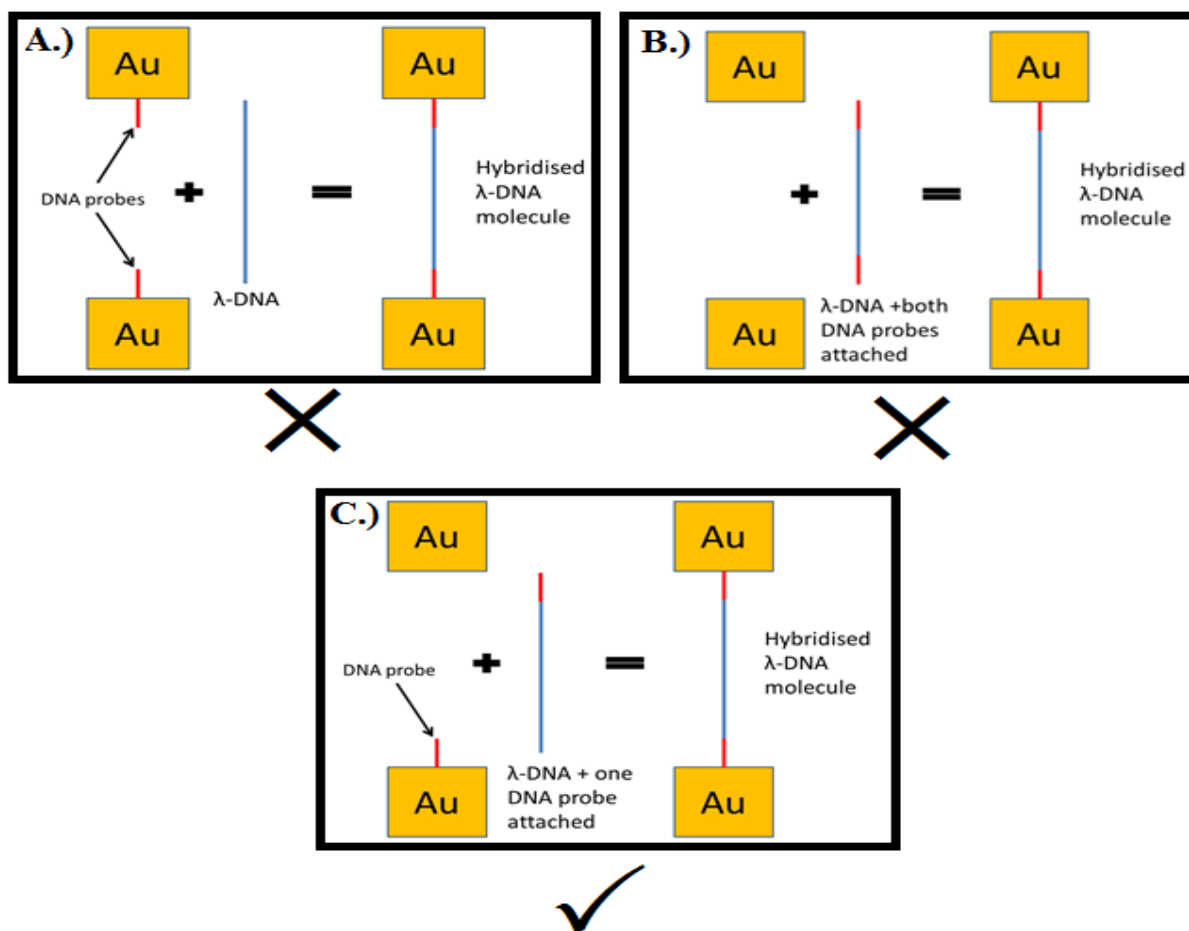 A.)
Au
Au
DNA probes
+
λ-DNA
=
Hybridised
λ-DNA
molecule
Au
Au
B.)
Au
Au
+
λ-DNA +both
DNA probes
attached
=
Au
Au
Hybridised
λ-DNA
molecule
C.)
Au
DNA probe
Au
+
λ-DNA + one
DNA probe
attached
=
Au
Au
Hybridised
λ-DNA
molecule